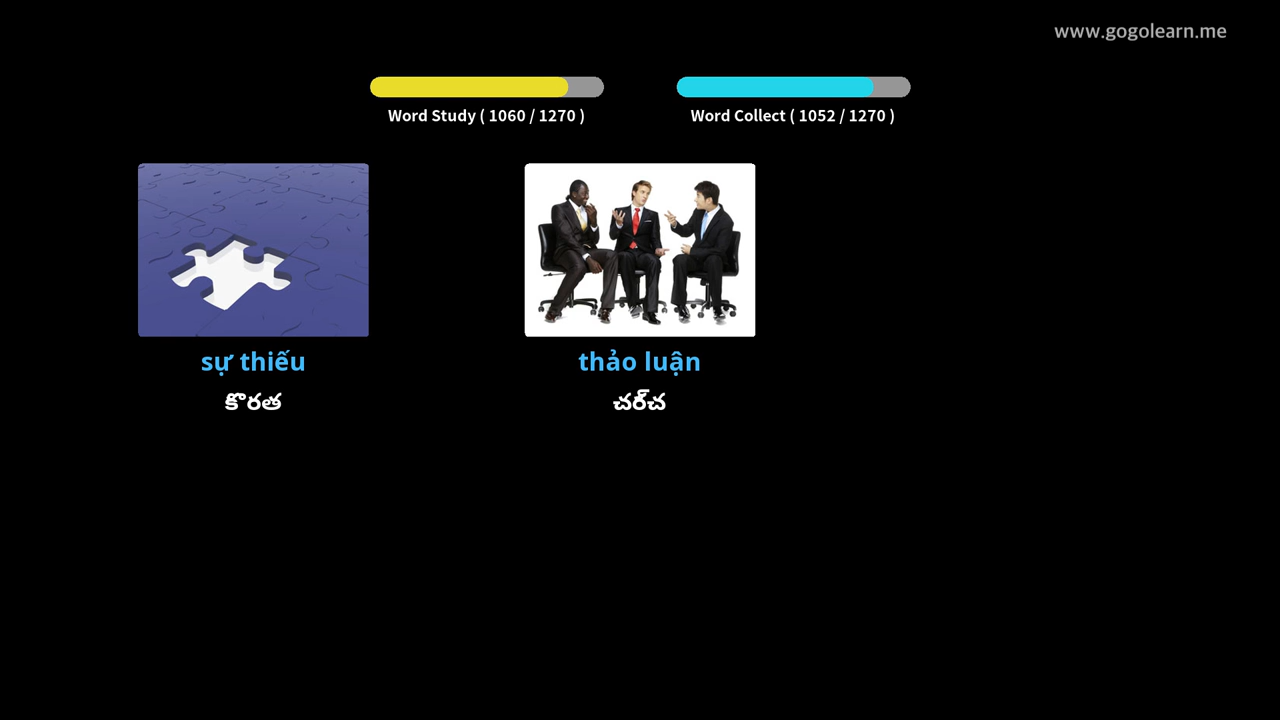 www.gogolearn.me
Word Study ( 1060 / 1270 )
Word Collect ( 1052 / 1270 )
sự thiếu
కొరత
thảo luận
చర్చ